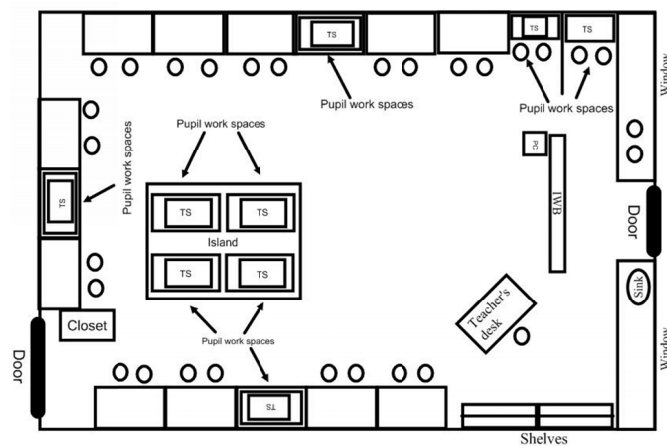 TS
TS
TS
Pupil work spaces
Pupil work spaces
Window
Pupil work spaces
Pupil work spaces
TS
PC
IWB
TS
TS
Island
TS
TS
Door
Sink
Closet
Teacher's
desk
Pupil work spaces
Door
Window
TS
Shelves